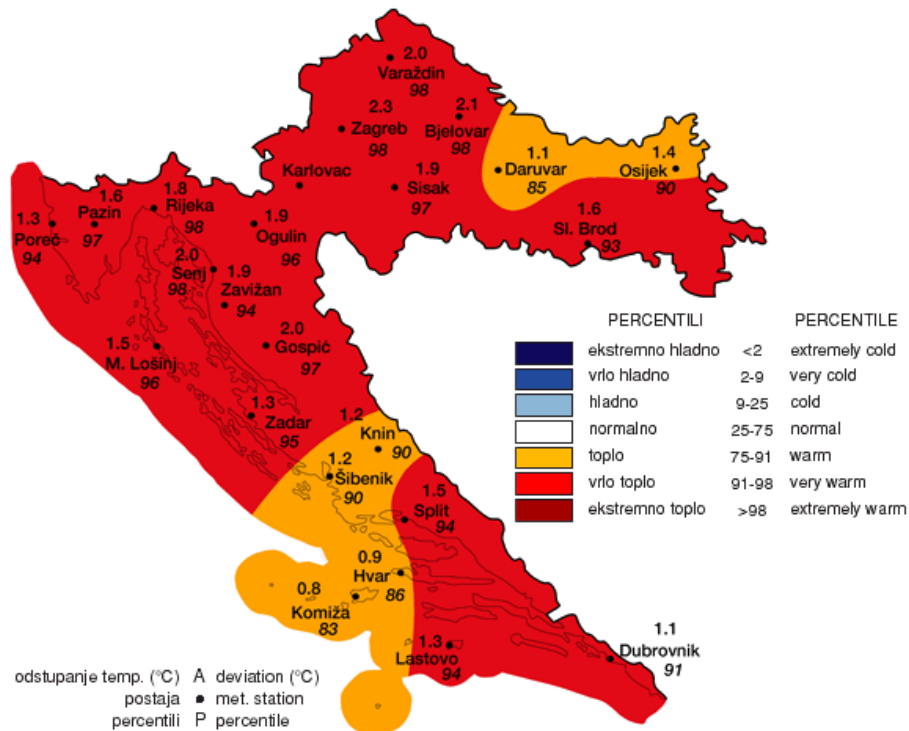 2.0
Varaždin
98
2.3
Zagreb
98
2.1
Bjelovar
98
1.1
Daruvar
85
1.4
Osijek
90
Karlovac
1.9
Sisak
97
1.6
Sl. Brod
93
1.3
Poreč
94
1.6
Pazin
97
1.8
Rijeka
98
1.9
Ogulin
96
2.0
Senj
98
1.9
Zavižan
94
1.5
M. Lošinj
96
2.0
Gospić
97
1.3
Zadar
95
1.2
Knin
90
1.2
Šibenik
90
1.5
Split
94
0.9
Hvar
86
0.8
Komiža
83
1.3
Lastovo
94
1.1
Dubrovnik
91
PERCENTILI PERCENTILE
ekstremno hladno <2 extremely cold
vrlo hladno 2-9 very cold
hladno 9-25 cold
normalno 25-75 normal
toplo 75-91 warm
vrlo toplo 91-98 very warm
ekstremno toplo >98 extremely warm
odstupanje temp. (°C) A deviation (°C)
postaja met. station
percentili P percentile